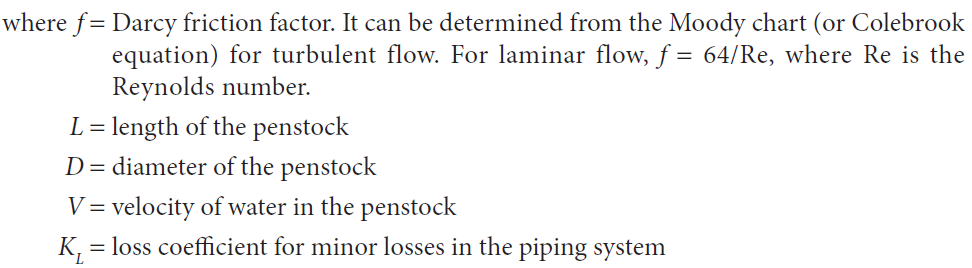 where f = Darcy friction factor. It can be determined from the Moody chart (or Colebrook
equation) for turbulent flow. For laminar flow, f = 64/Re, where Re is the
Reynolds number.
L = length of the penstock
D = diameter of the penstock
V = velocity of water in the penstock
K_L = loss coefficient for minor losses in the piping system